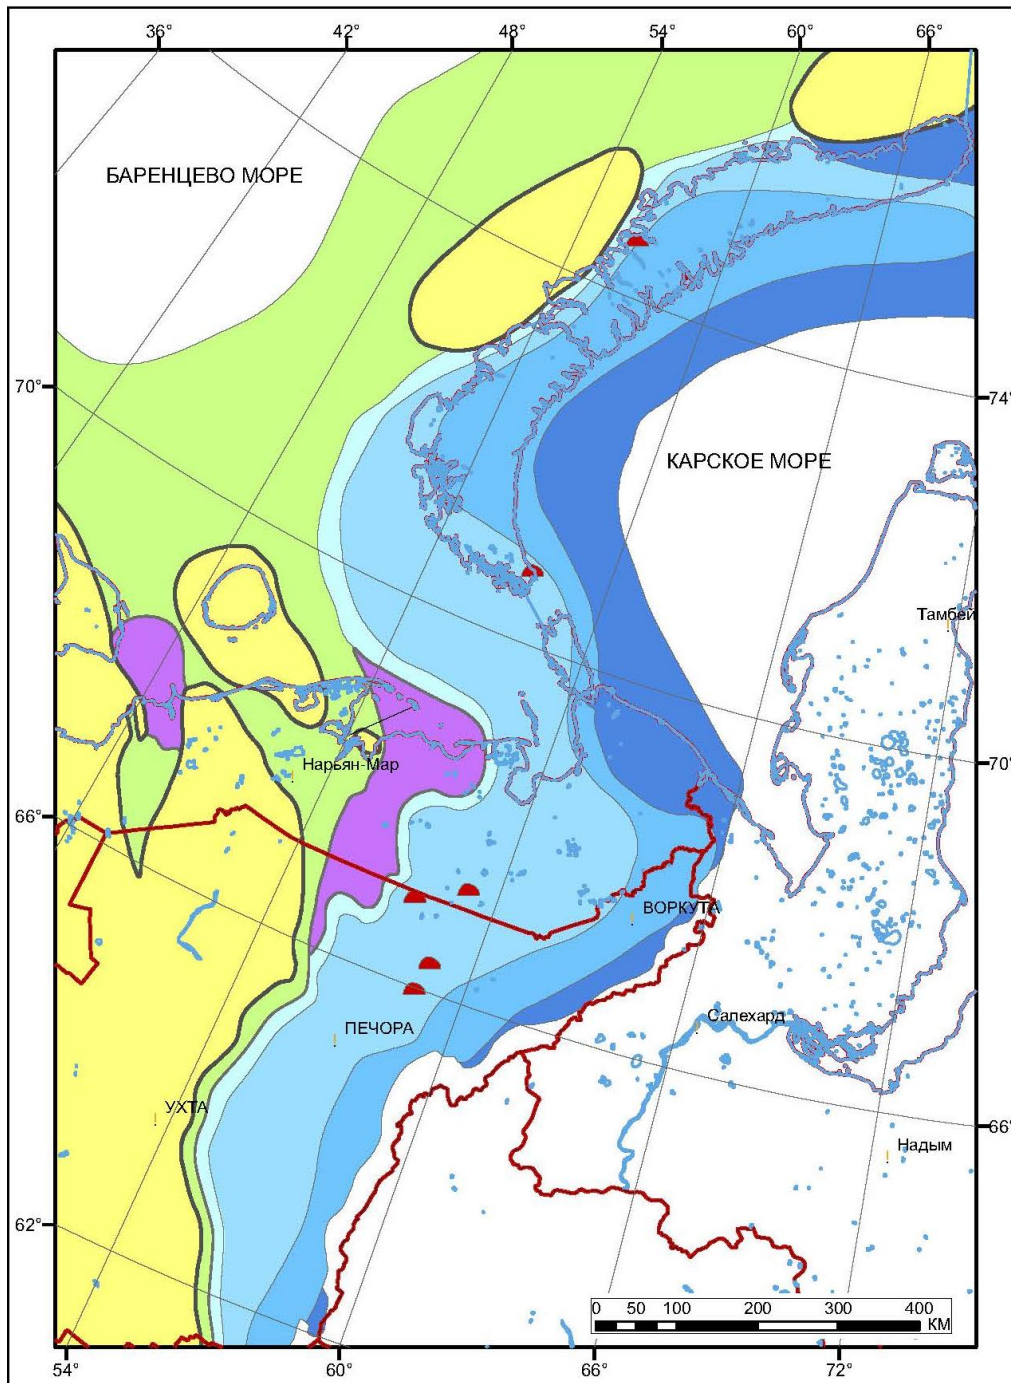 36° 42° 48° 54° 60° 66°
БАРЕНЦЕВО МОРЕ
70°
74°
КАРСКОЕ МОРЕ
Тамбей
Нарьян-Мар
70°
66°
ВОРКУТА
Салехард
ПЕЧОРА
УХТА
66°
Надым
62°
0 50 100 200 300 400
КМ
54° 60° 66° 72°